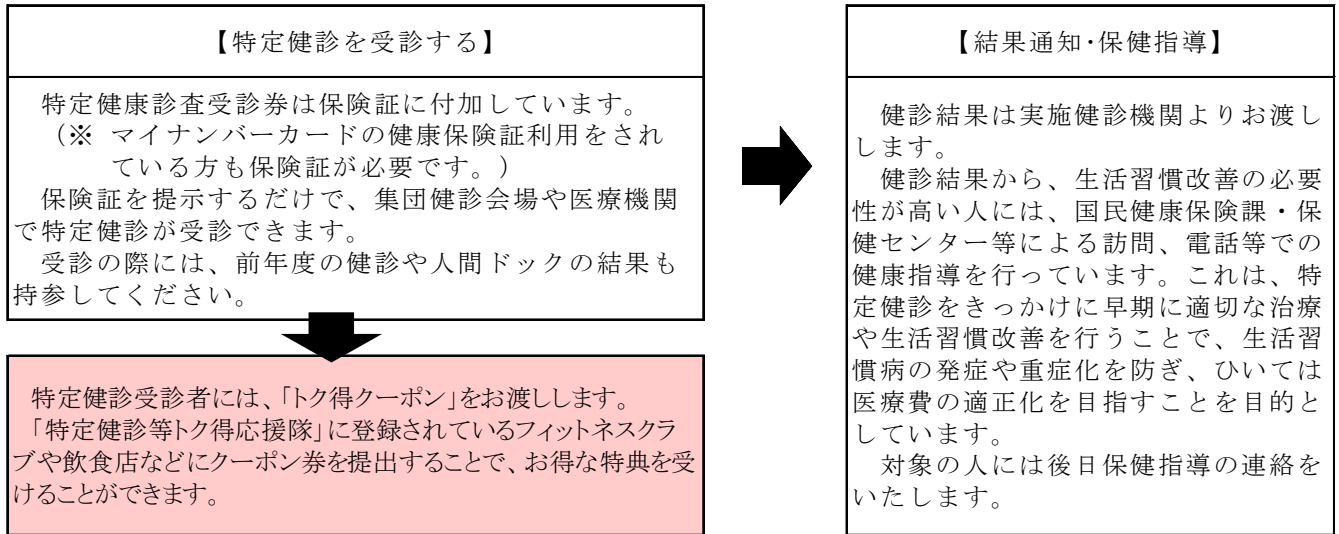 【特定健診を受診する】
特定健康診査受診券は保険証に付加しています。
（※ マイナンバーカードの健康保険証利用をされ
ている方も保険証が必要です。）
保険証を提示するだけで、集団健診会場や医療機関
で特定健診が受診できます。
受診の際には、前年度の健診や人間ドックの結果も
持参してください。
特定健診受診者には、「トク得クーポン」をお渡しします。
「特定健診等トク得応援隊」に登録されているフィットネスクラ
ブや飲食店などにクーポン券を提出することで、お得な特典を受
けることができます。
【結果通知・保健指導】
健診結果は実施健診機関よりお渡し
します。
健診結果から、生活習慣改善の必要
性が高い人には、国民健康保険課・保
健センター等による訪問、電話等での
健康指導を行っています。これは、特
定健診をきっかけに早期に適切な治療
や生活習慣改善を行うことで、生活習
慣病の発症や重症化を防ぎ、ひいては
医療費の適正化を目指すことを目的と
しています。
対象の人には後日保健指導の連絡を
いたします。